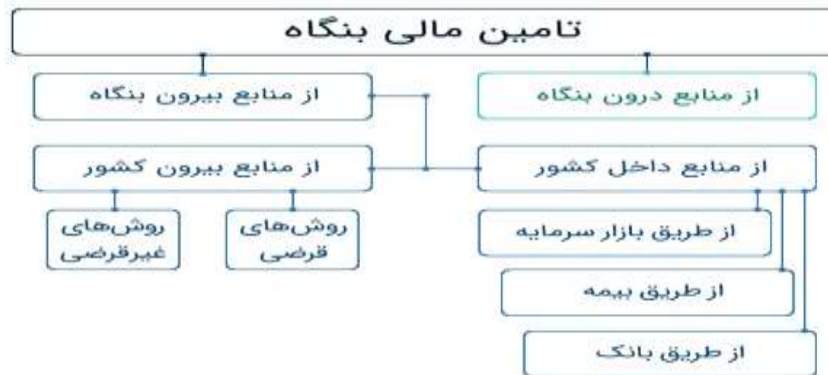 تامین مالی بنگاه
از منابع درون بنگاه
از منابع بیرون بنگاه
از منابع داخل کشور
از منابع بیرون کشور
از طریق بازار سرمایه
از طریق بیمه
از طریق بانک
روش‌های
قرضی
روش‌های
غیرقرضی